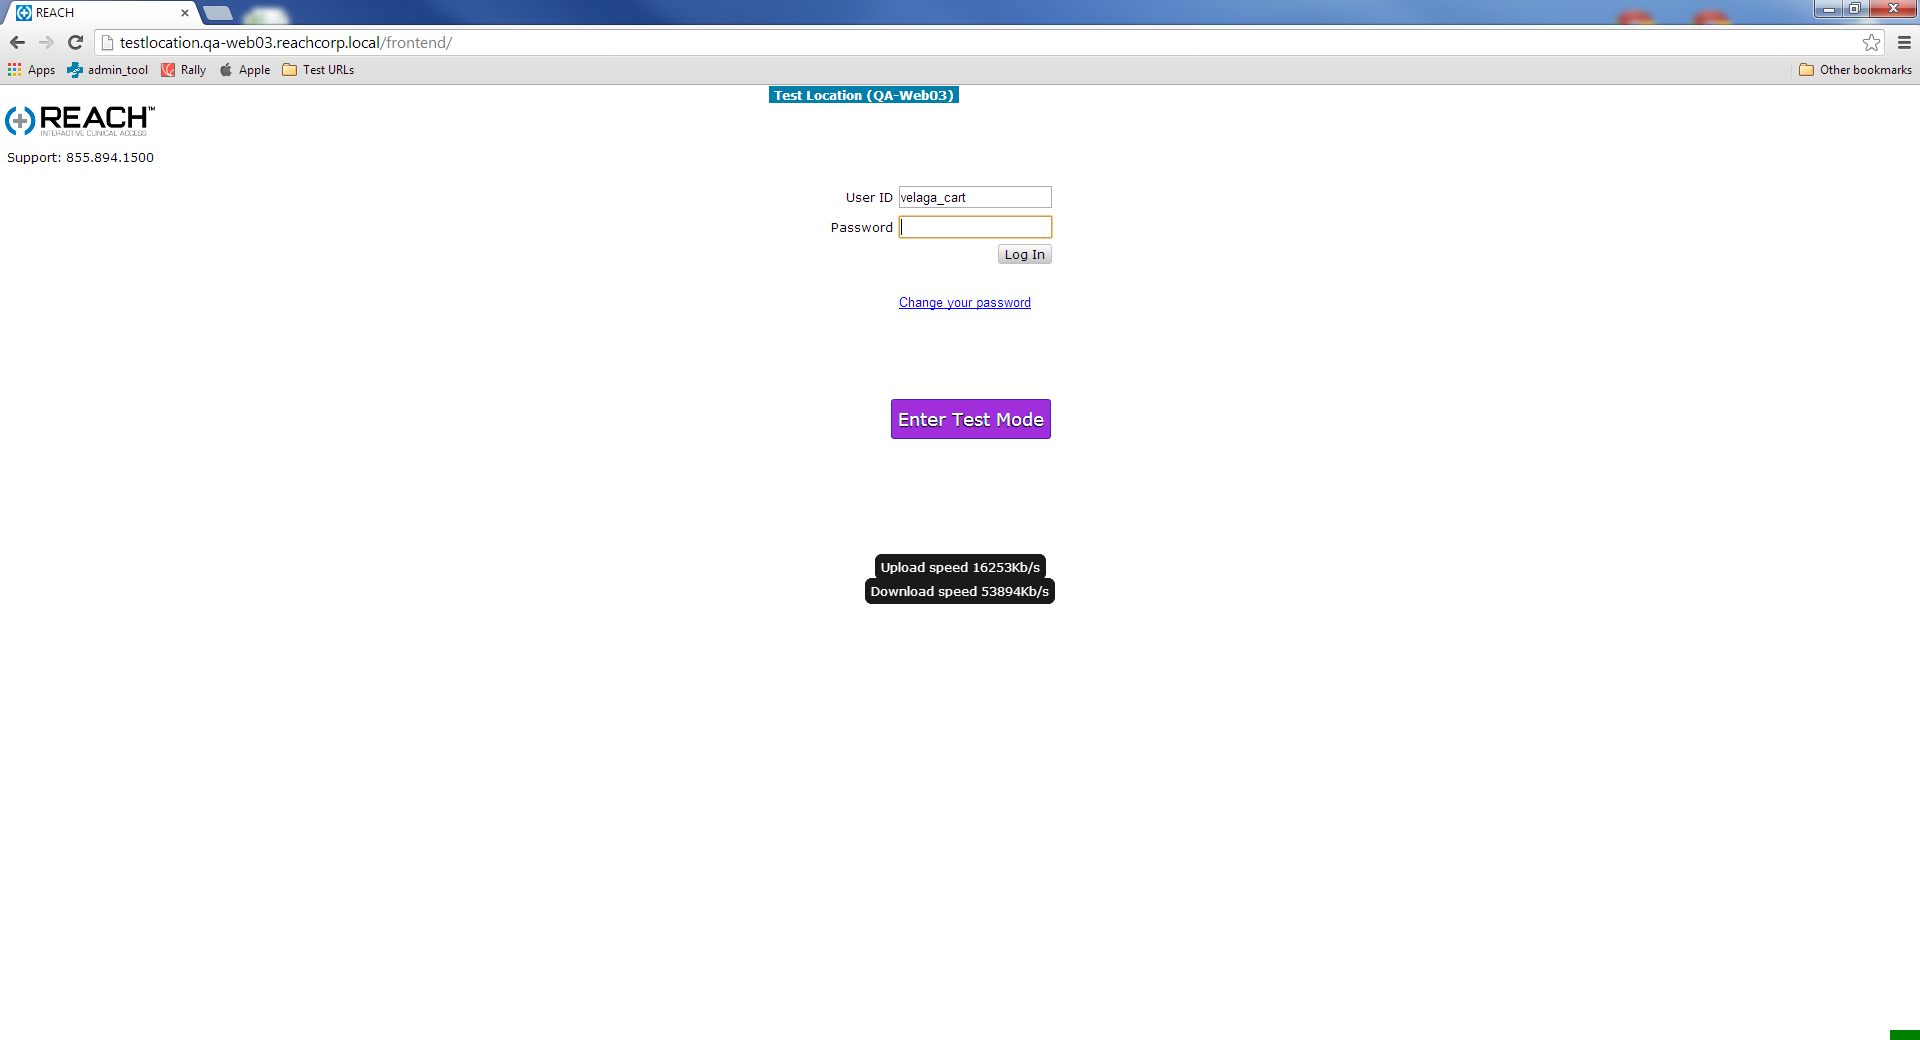 REACH
testlocation.qa-web03.reachcorp.local/frontend/
Apps admin_tool Rally Apple Test URLs Other bookmarks
Test Location (QA-Web03)
REACH™
INTERACTIVE CLINICAL ACCESS
Support: 855.894.1500
User ID velaga_cart
Password
Log In
Change your password
Enter Test Mode
Upload speed 16253Kb/s
Download speed 53894Kb/s